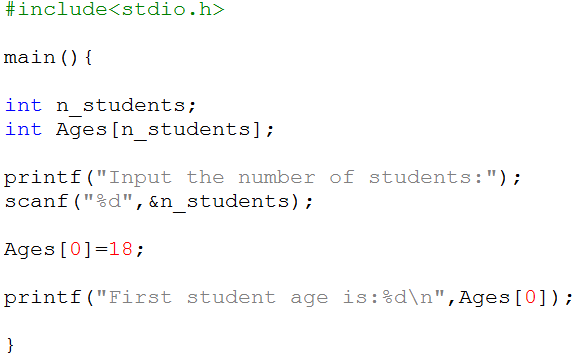 #include<stdio.h>
main(){
int n_students;
int Ages[n_students];
printf("Input the number of students:");
scanf("%d",&n_students);
Ages[0]=18;
printf("First student age is:%d\n",Ages[0]);
}